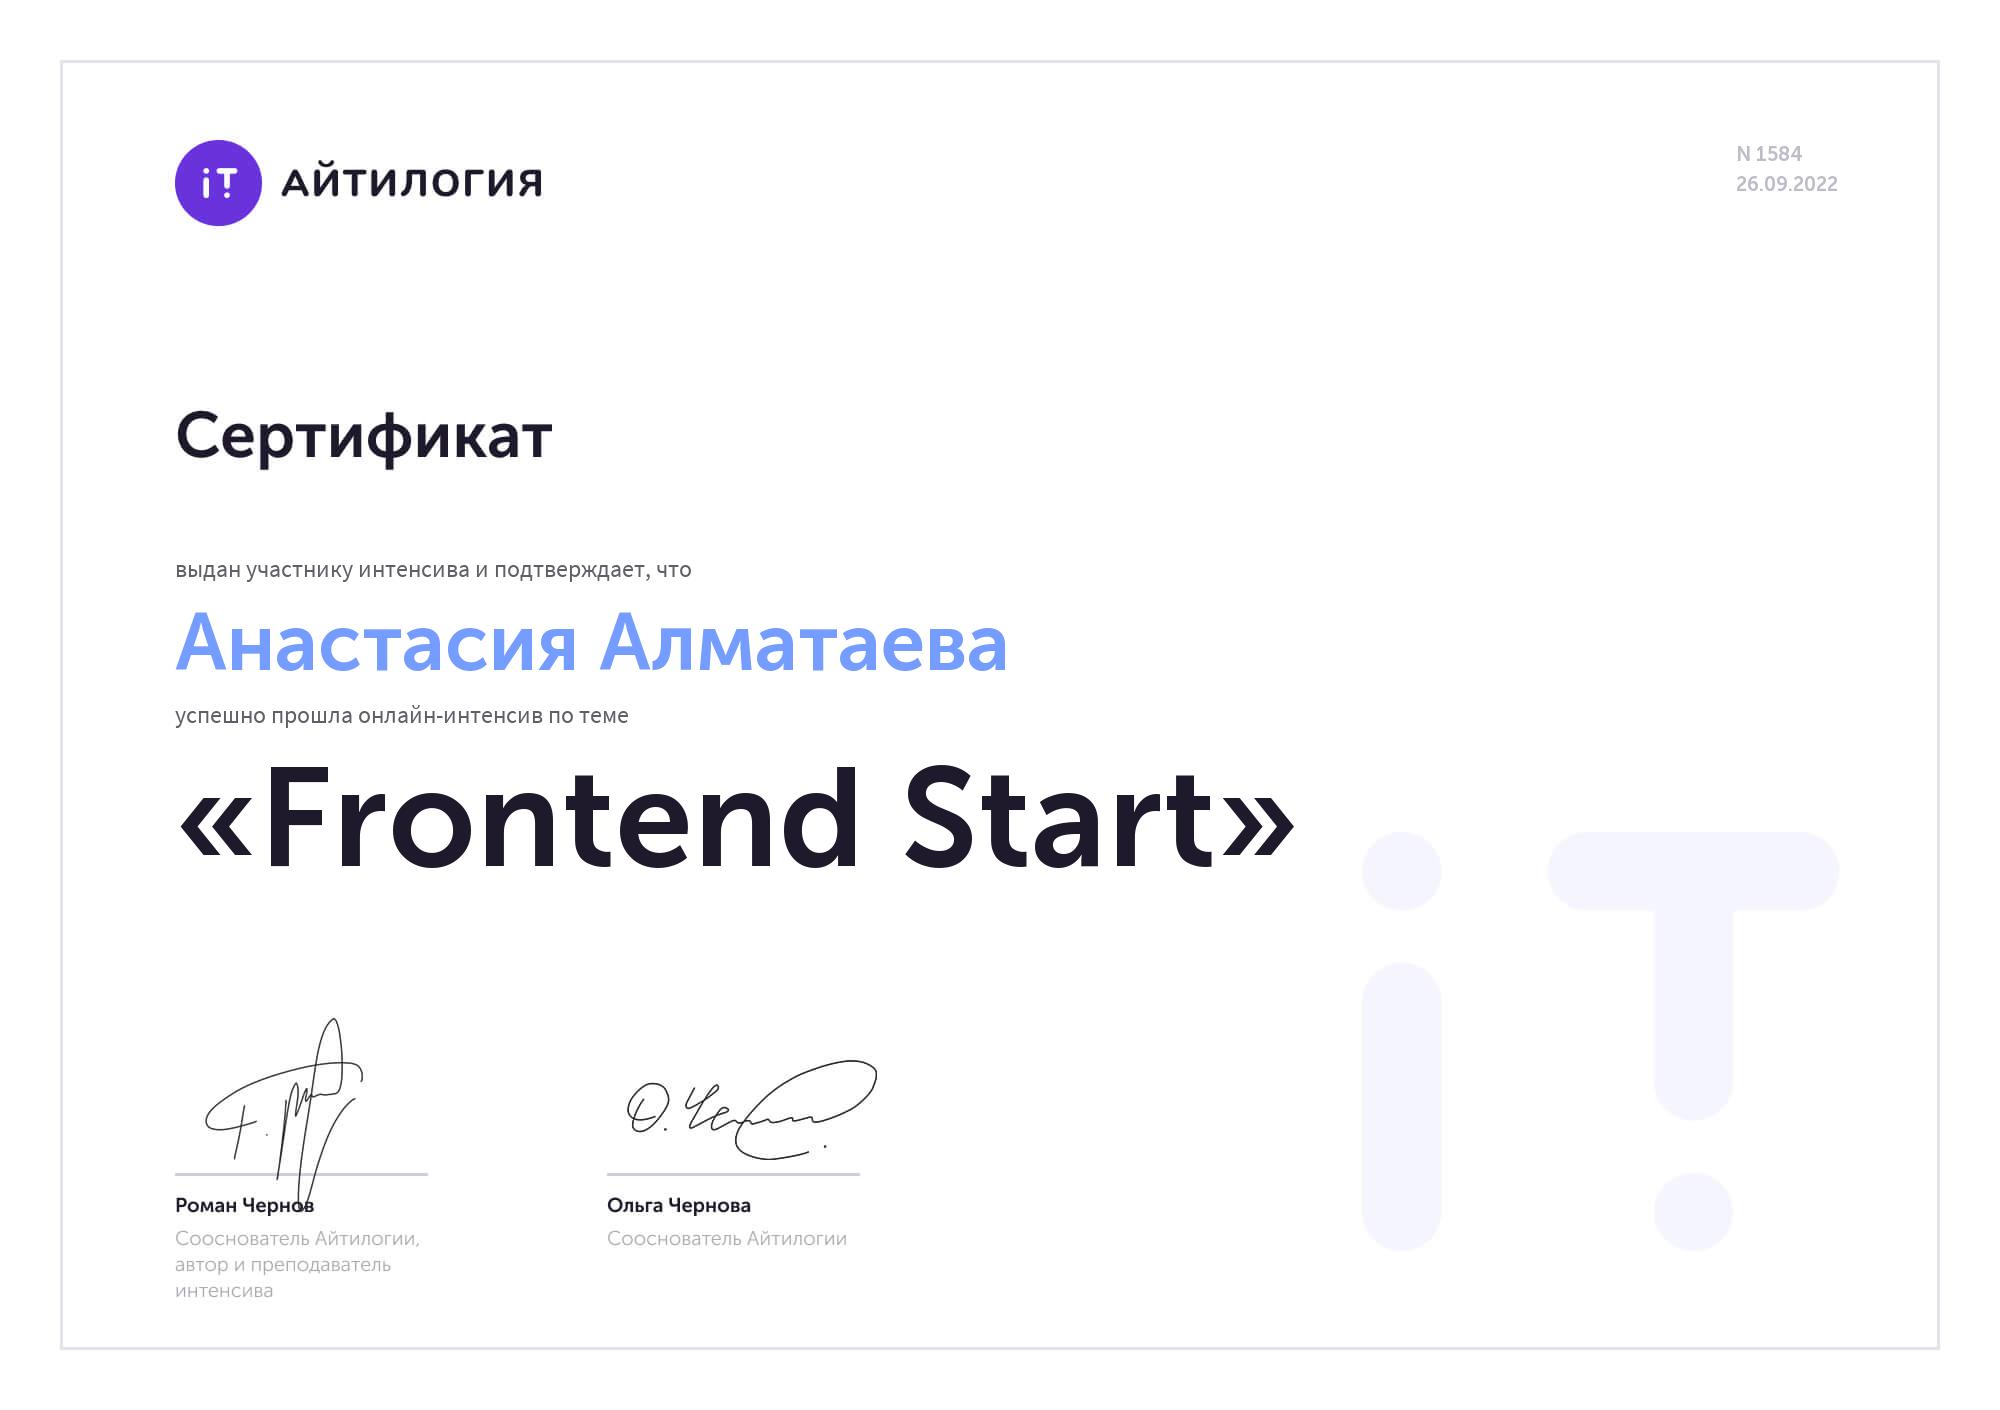 iT АЙТИЛОГИЯ
N 1584
26.09.2022
Сертификат
выдан участнику интенсива и подтверждает, что
Анастасия Алматаева
успешно прошла онлайн-интенсив по теме
«Frontend Start»
iT
Роман Чернов
Сооснователь Айтилогии,
автор и преподаватель
интенсива
О. Чернова
Ольга Чернова
Сооснователь Айтилогии